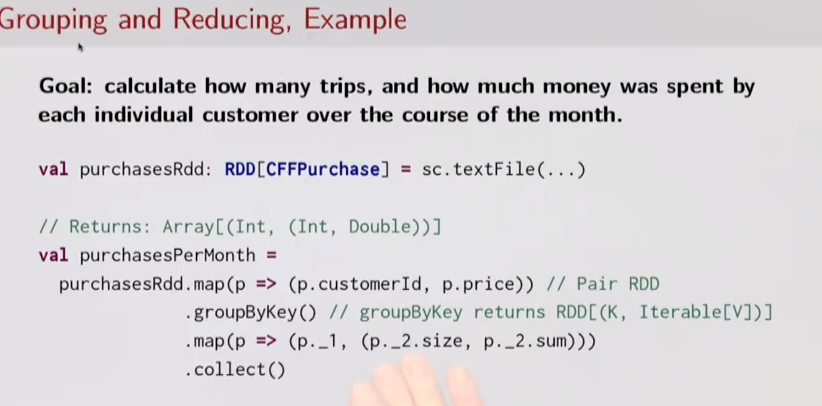 Grouping and Reducing, Example
Goal: calculate how many trips, and how much money was spent by
each individual customer over the course of the month.
val purchasesRdd: RDD[CFFPurchase] = sc.textFile(...)
// Returns: Array[(Int, (Int, Double))]
val purchasesPerMonth =
purchasesRdd.map(p => (p.customerId, p.price)) // Pair RDD
.groupByKey() // groupByKey returns RDD[(K, Iterable[V])]
.map(p => (p._1, (p._2.size, p._2.sum)))
.collect()